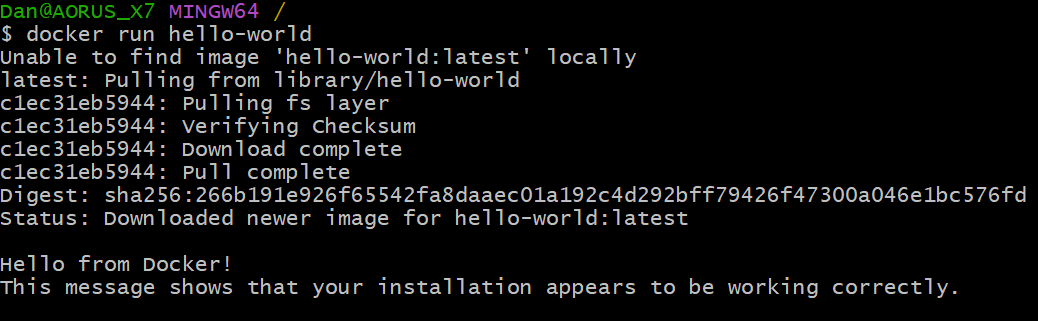 Dan@AORUS_X7 MINGW64 /
$ docker run hello-world
Unable to find image 'hello-world:latest' locally
latest: Pulling from library/hello-world
c1ec31eb5944: Pulling fs layer
c1ec31eb5944: Verifying Checksum
c1ec31eb5944: Download complete
c1ec31eb5944: Pull complete
Digest: sha256:266b191e926f65542fa8daaec01a192c4d292bff79426f47300a046e1bc576fd
Status: Downloaded newer image for hello-world:latest
Hello from Docker!
This message shows that your installation appears to be working correctly.